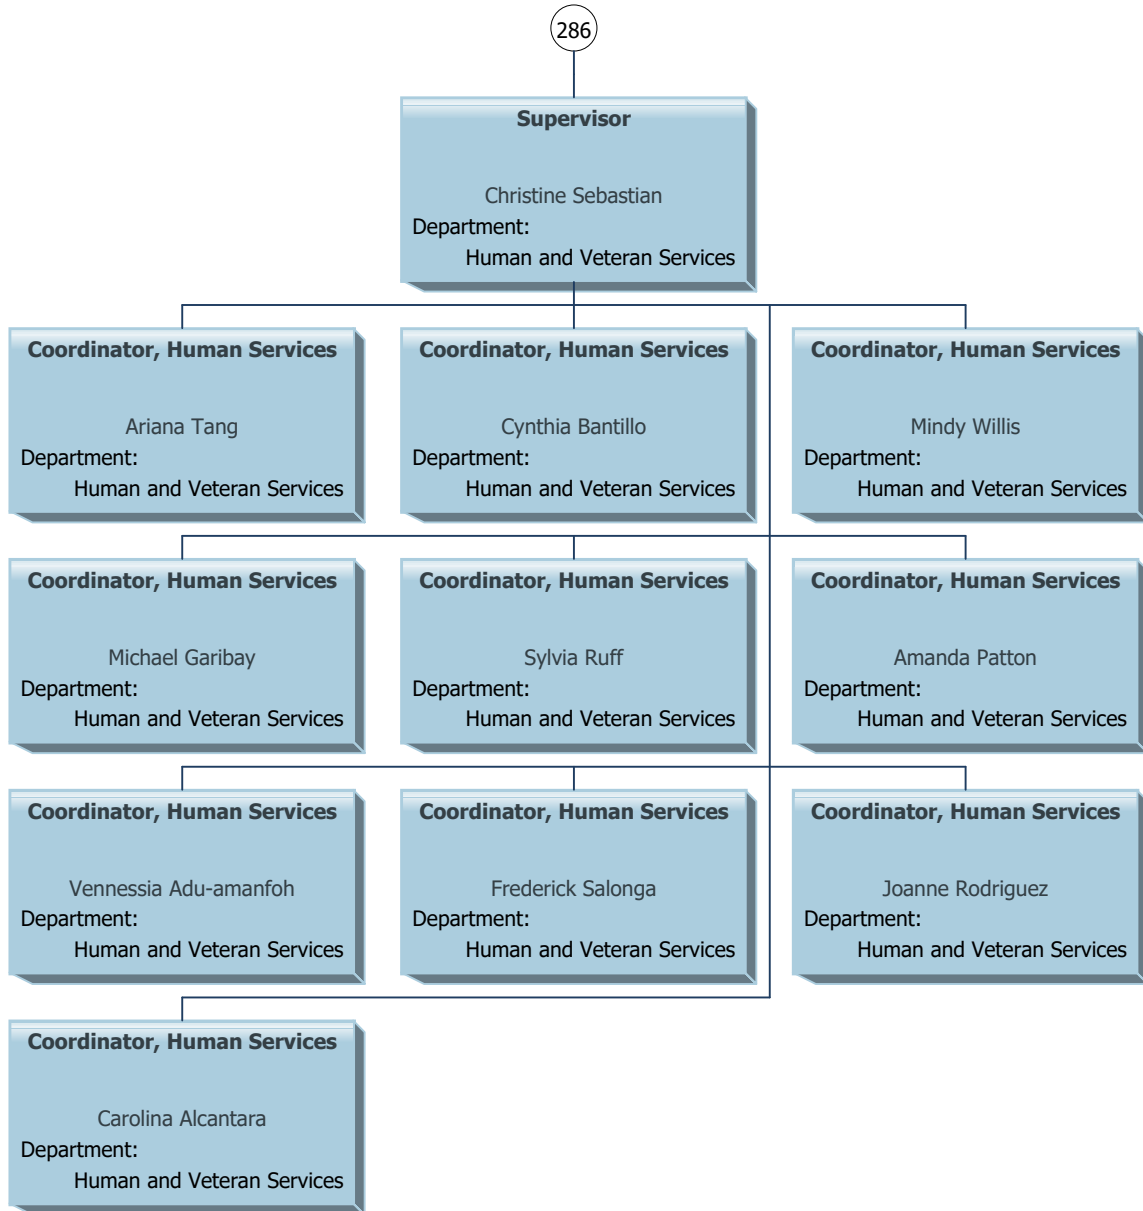 286
Supervisor
Christine Sebastian
Department:
Human and Veteran Services
Coordinator, Human Services
Ariana Tang
Department:
Human and Veteran Services
Coordinator, Human Services
Cynthia Bantillo
Department:
Human and Veteran Services
Coordinator, Human Services
Mindy Willis
Department:
Human and Veteran Services
Coordinator, Human Services
Michael Garibay
Department:
Human and Veteran Services
Coordinator, Human Services
Sylvia Ruff
Department:
Human and Veteran Services
Coordinator, Human Services
Amanda Patton
Department:
Human and Veteran Services
Coordinator, Human Services
Vennessia Adu-amanfoh
Department:
Human and Veteran Services
Coordinator, Human Services
Frederick Salonga
Department:
Human and Veteran Services
Coordinator, Human Services
Joanne Rodriguez
Department:
Human and Veteran Services
Coordinator, Human Services
Carolina Alcantara
Department:
Human and Veteran Services